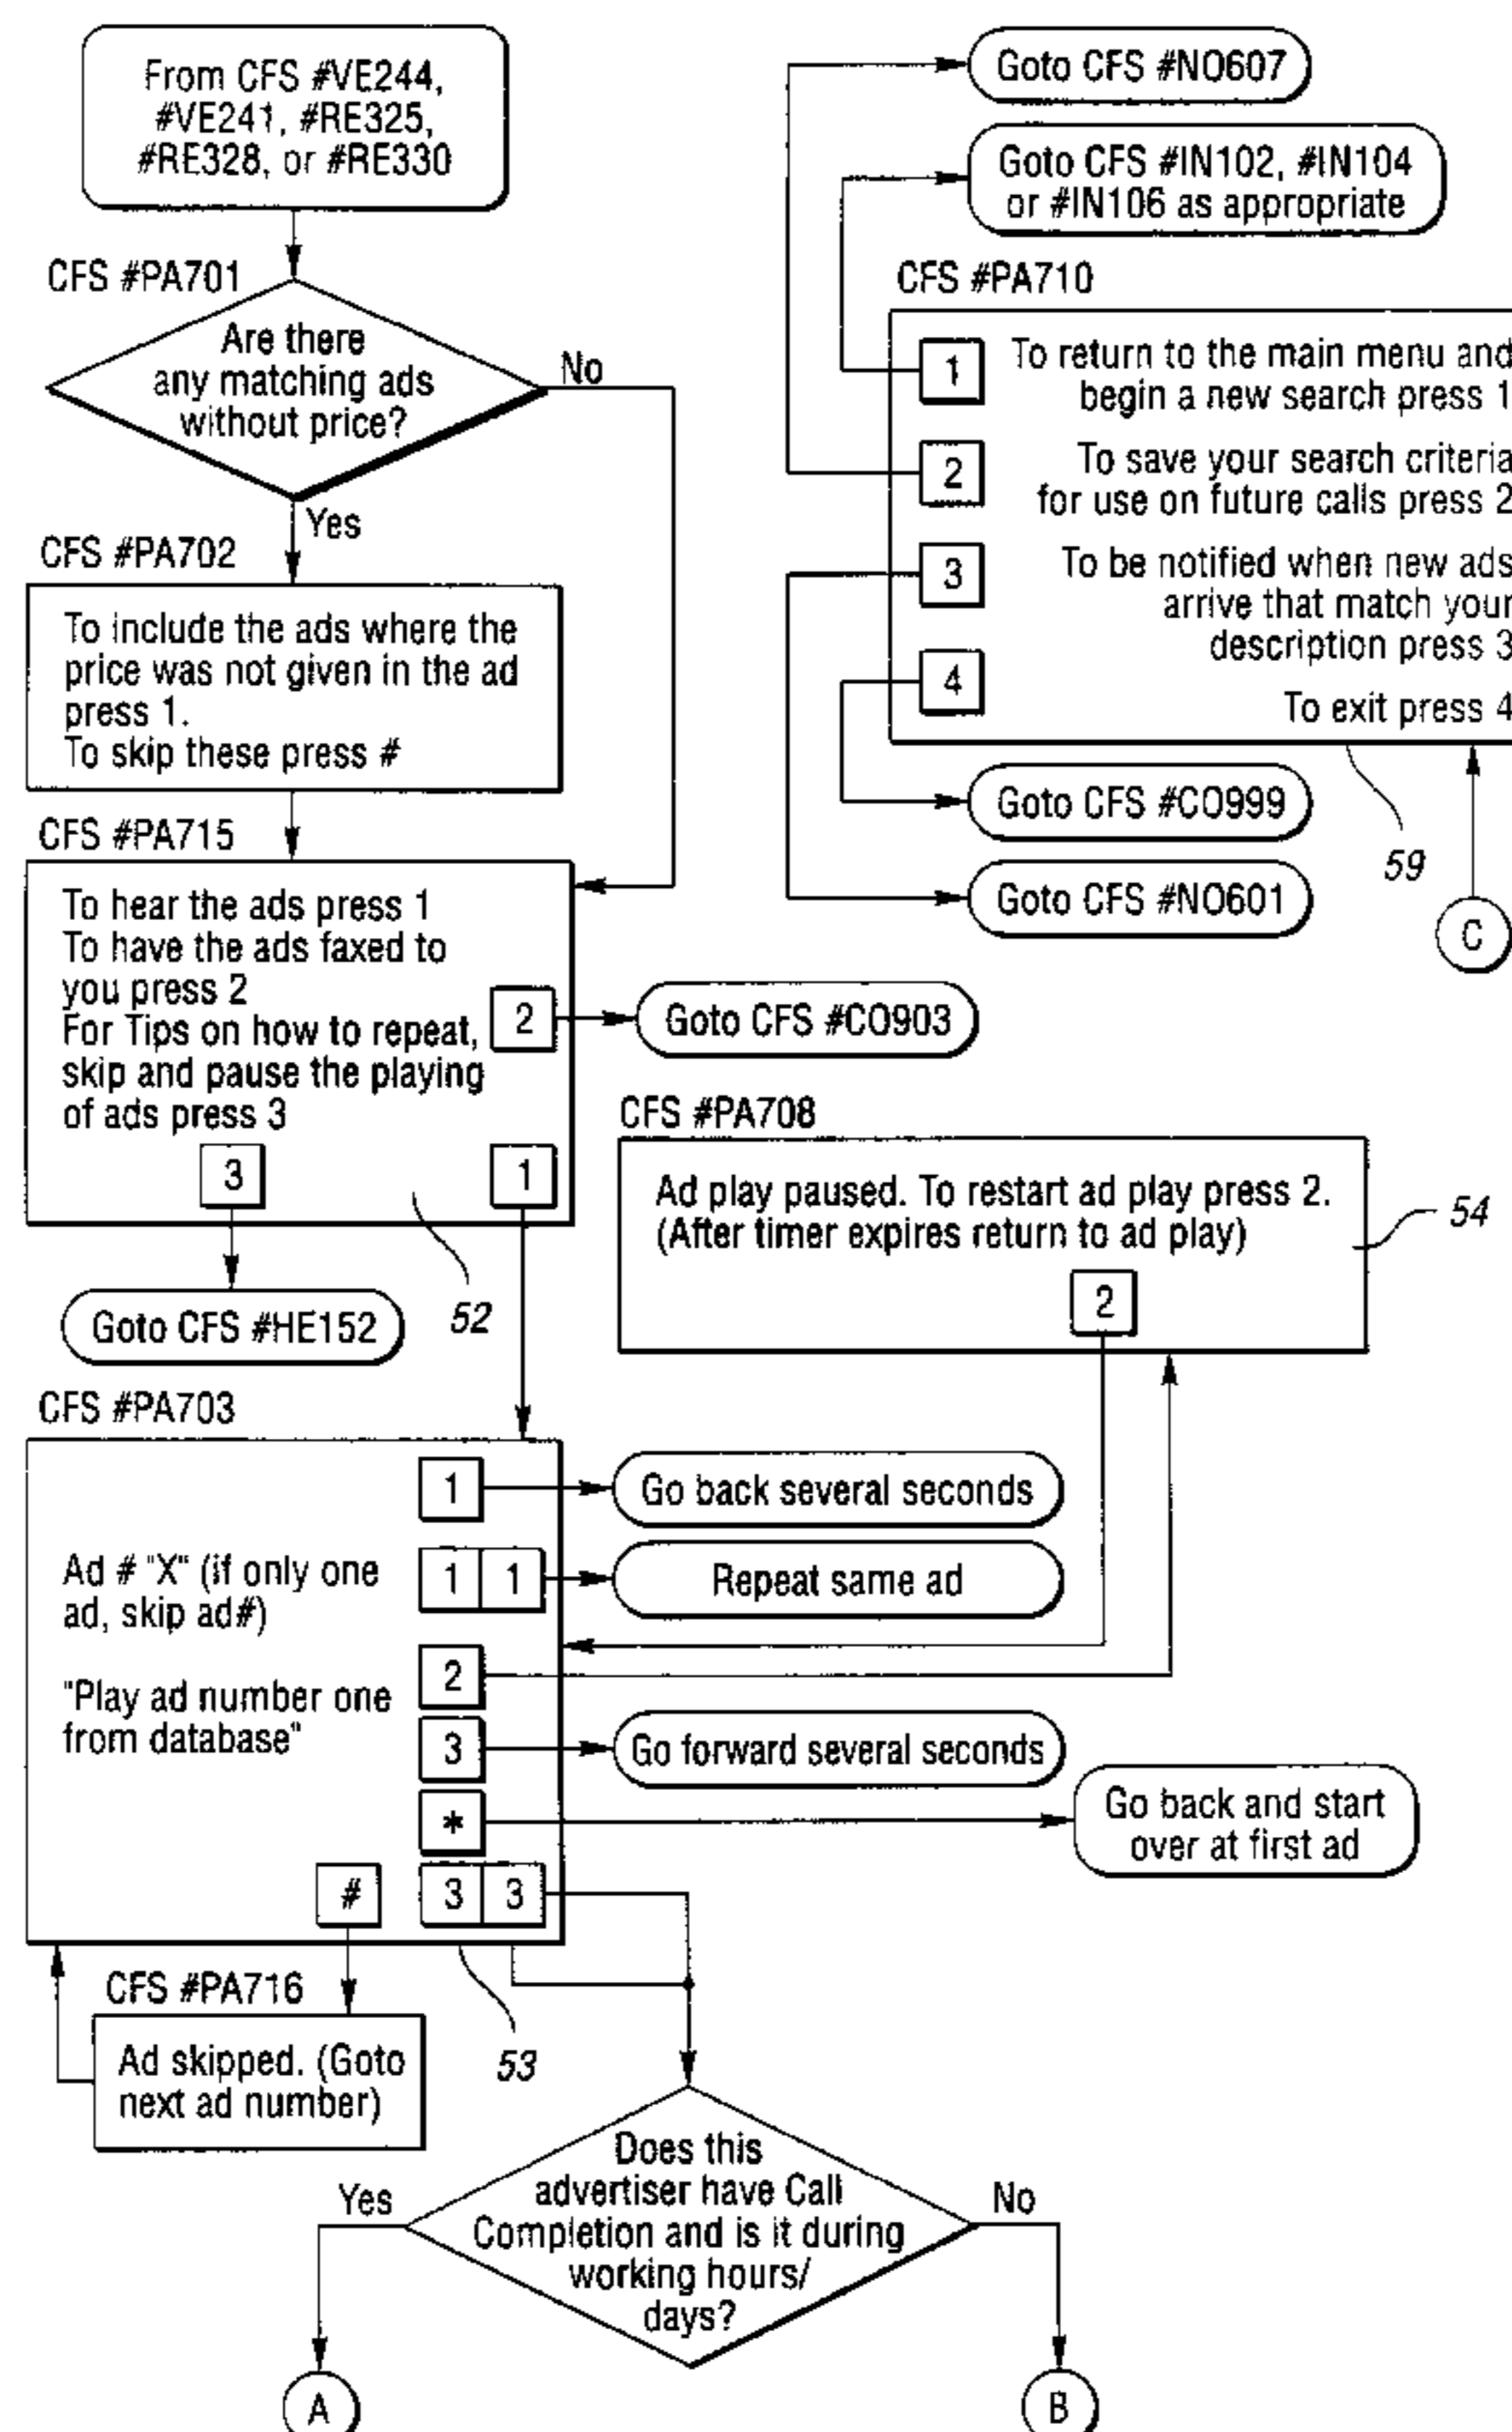 From CFS #VE244,
#VE241, #RE325,
#RE328, or #RE330
CFS #PA701
Are there
any matching ads
without price?
No
Yes
CFS #PA702
To include the ads where the
price was not given in the ad
press 1.
To skip these press #
CFS #PA715
To hear the ads press 1
To have the ads faxed to
you press 2
For Tips on how to repeat,
skip and pause the playing
of ads press 3
2
3
1
Goto CFS #CO903
Goto CFS #HE152
52
Goto CFS #NO607
Goto CFS #IN102, #IN104
or #IN106 as appropriate
CFS #PA710
1
To return to the main menu and
begin a new search press 1
2
To save your search criteria
for use on future calls press 2
3
To be notified when new ads
arrive that match your
description press 3
4
To exit press 4
Goto CFS #CO999
59
Goto CFS #NO601
C
CFS #PA708
Ad play paused. To restart ad play press 2.
(After timer expires return to ad play)
2
54
CFS #PA703
Ad # "X" (if only one
ad, skip ad#)
"Play ad number one
from database"
1
Go back several seconds
1 1
Repeat same ad
2
3
Go forward several seconds
*
Go back and start
over at first ad
#
3 3
CFS #PA716
Ad skipped. (Goto
next ad number)
53
Does this
advertiser have Call
Completion and is it during
working hours/
days?
Yes
No
A
B